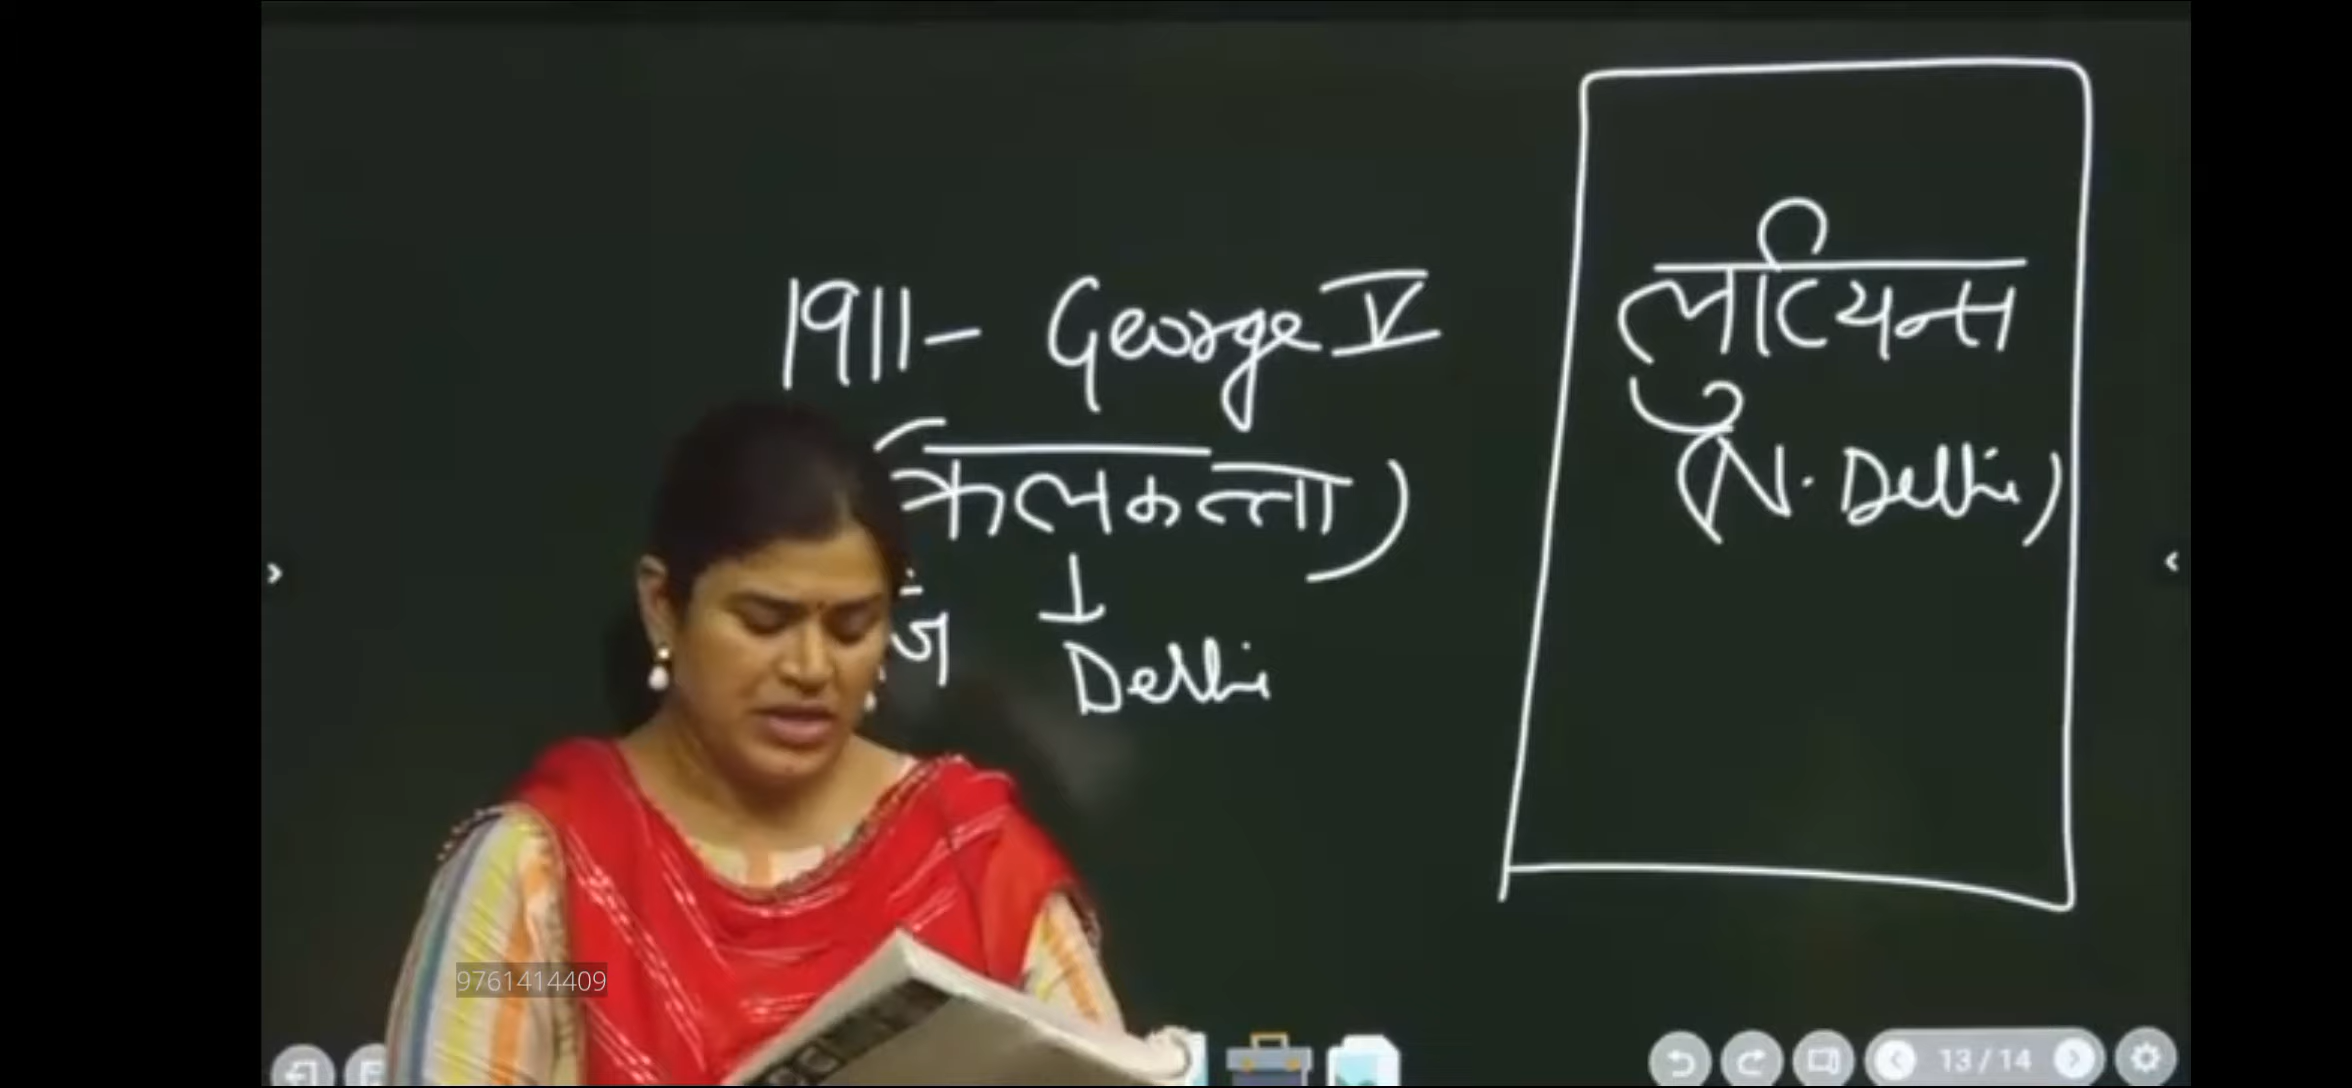 1911- George V
(कलकत्ता)
↓
जं Delhi
लुटियन्स
(N. Delhi)
9761414409
13 / 14